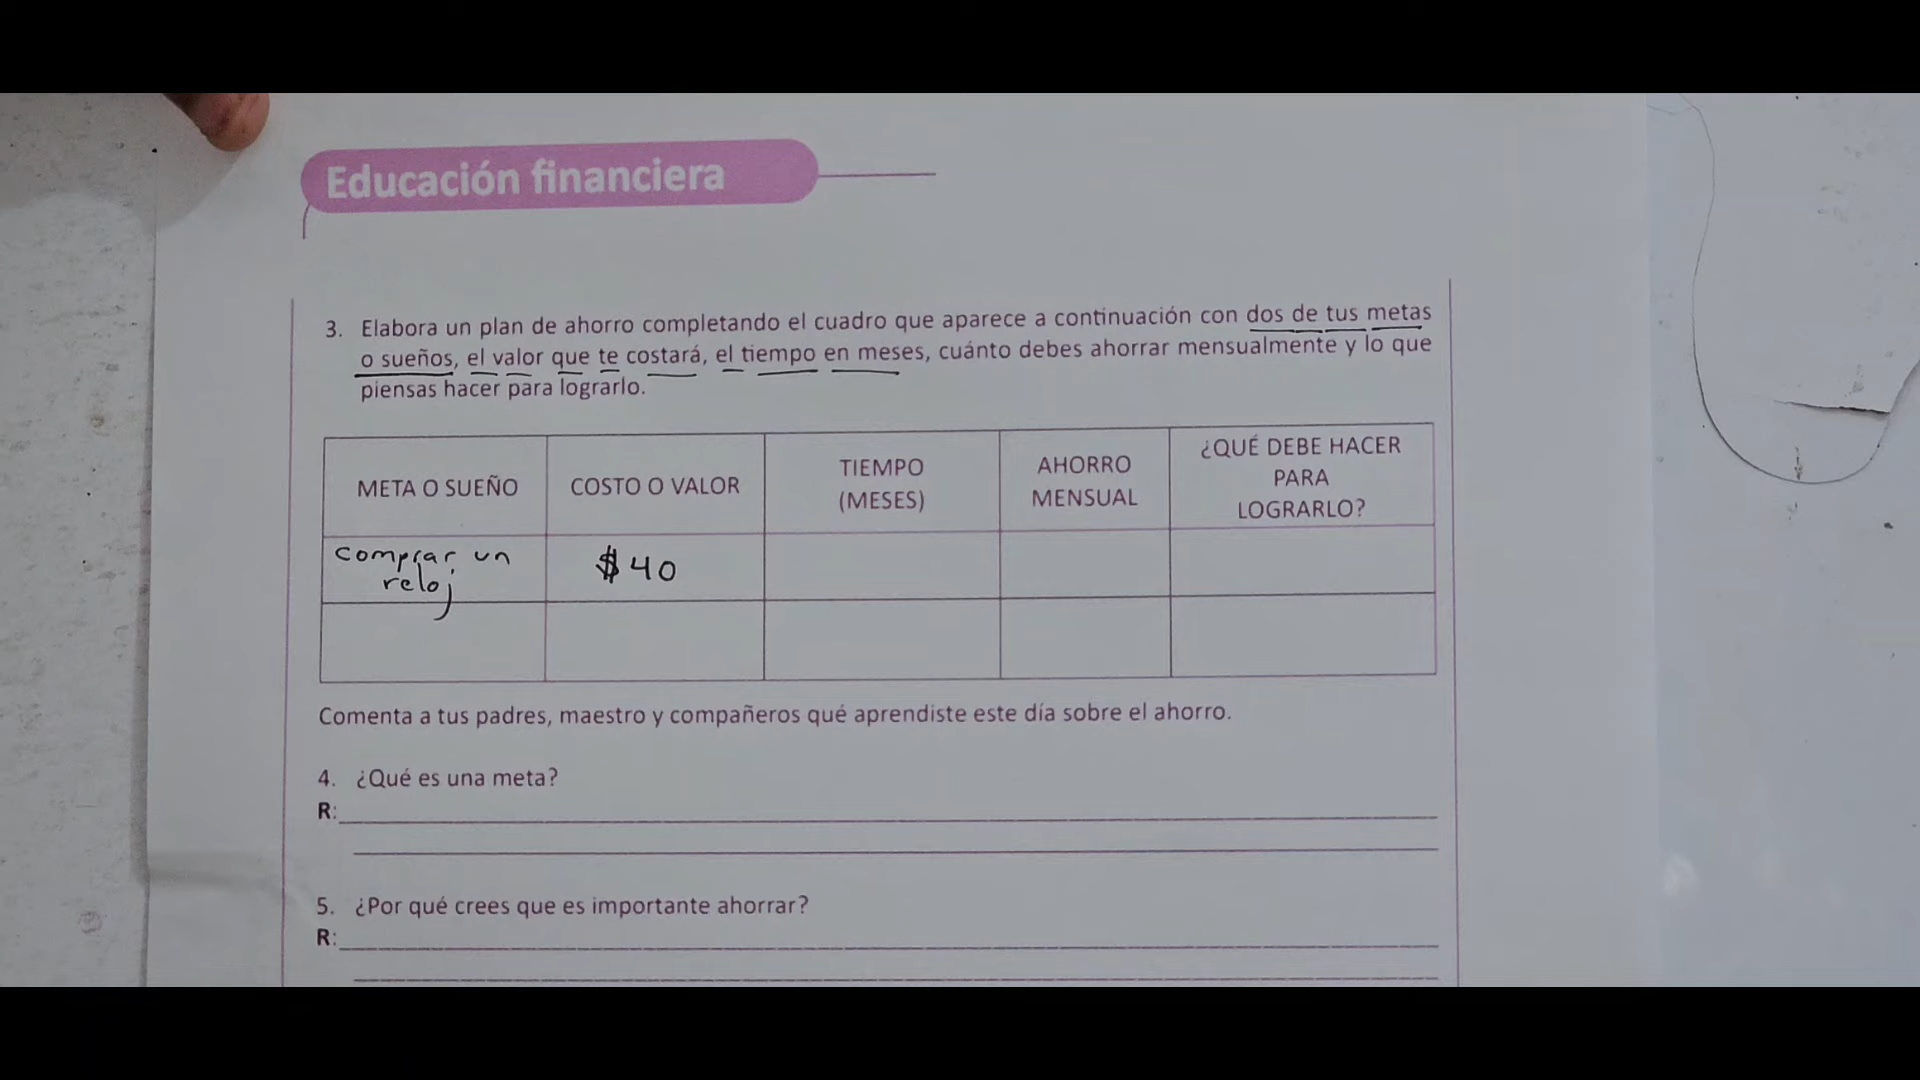 Educación financiera
3. Elabora un plan de ahorro completando el cuadro que aparece a continuación con dos de tus metas
o sueños, el valor que te costará, el tiempo en meses, cuánto debes ahorrar mensualmente y lo que
piensas hacer para lograrlo.
META O SUEÑO
COSTO O VALOR
TIEMPO
(MESES)
AHORRO
MENSUAL
¿QUÉ DEBE HACER
PARA
LOGRARLO?
comprar un
reloj
$40
Comenta a tus padres, maestro y compañeros qué aprendiste este día sobre el ahorro.
4. ¿Qué es una meta?
R:
5. ¿Por qué crees que es importante ahorrar?
R: